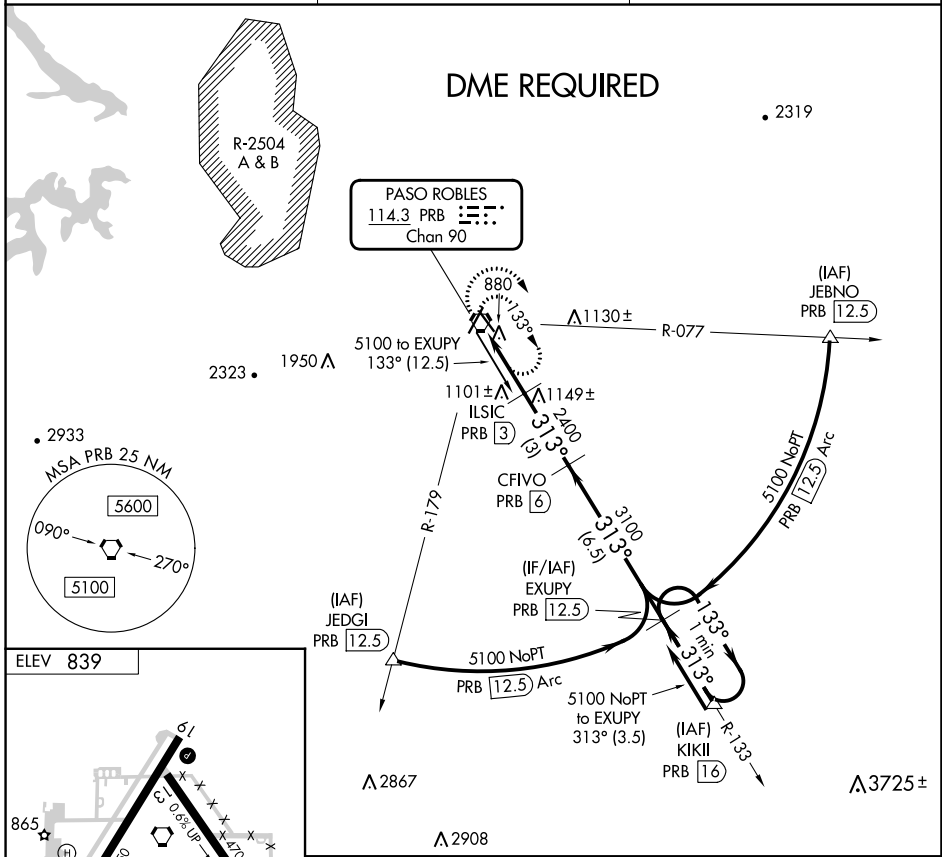 DME REQUIRED
2319
R-2504
A & B
PASO ROBLES
114.3 PRB
Chan 90
(IAF)
JEBNO
PRB 12.5
880
133°
1130 ±
R-077
5100 to EXUPY
133° (12.5)
1950
2323
1101 ±
1149 ±
ILSIC
PRB 3
2400
313°
(3)
2933
MSA PRB 25 NM
5600
090°
270°
5100
CFIVO
PRB 6
5100 NoPT
PRB 12.5 Arc
R-179
3100
313°
(6.5)
(IF/IAF)
EXUPY
PRB 12.5
(IAF)
JEDGI
PRB 12.5
133°
1 min
313°
5100 NoPT
PRB 12.5 Arc
5100 NoPT
to EXUPY
313° (3.5)
(IAF)
KIKII
PRB 16
R-133
ELEV 839
19
P
13
0.6% UP
470
865
H
2867
3725 ±
2908